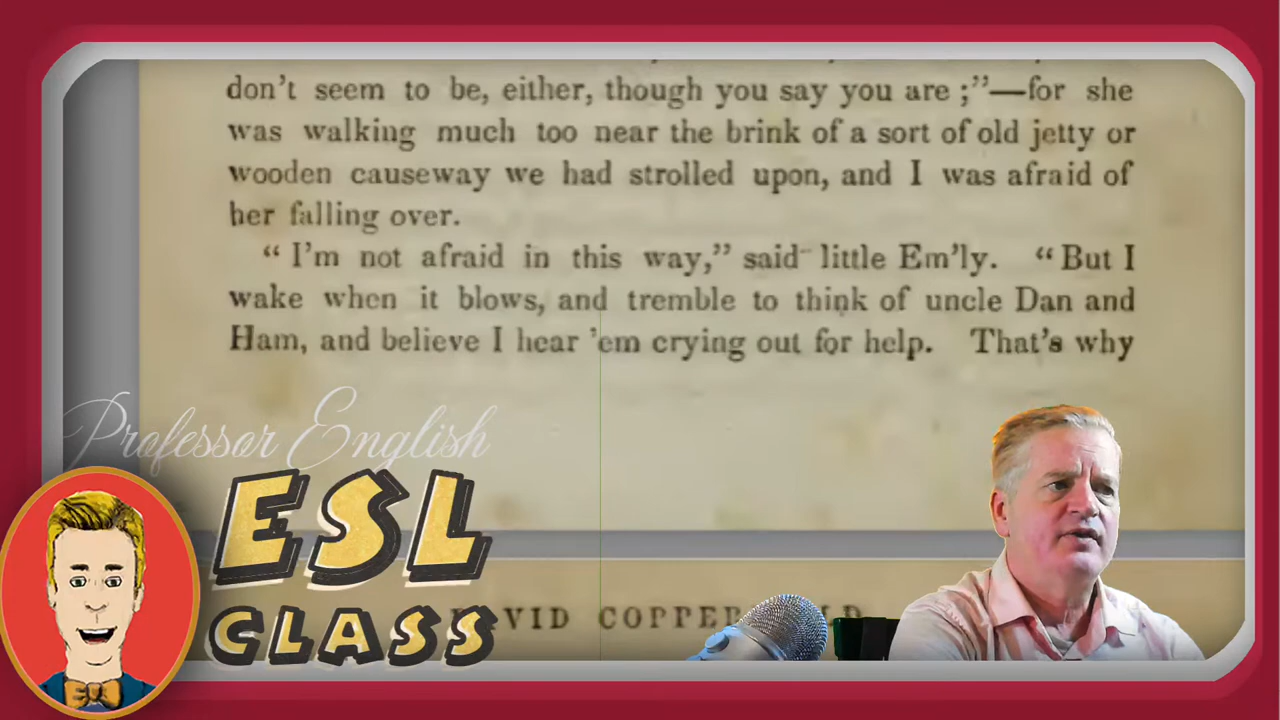 don't seem to be, either, though you say you are ;"—for she
was walking much too near the brink of a sort of old jetty or
wooden causeway we had strolled upon, and I was afraid of
her falling over.
" I'm not afraid in this way," said little Em'ly. "But I
wake when it blows, and tremble to think of uncle Dan and
Ham, and believe I hear 'em crying out for help. That's why
Professor English
ESL
CLASS
VID COPPER